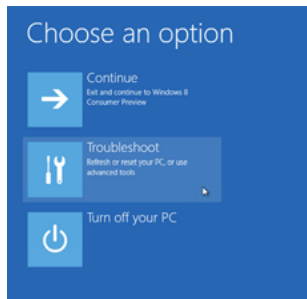 Choose an option
Continue
Exit and continue to Windows 8
Consumer Preview
Troubleshoot
Refresh or reset your PC, or use
advanced tools
Turn off your PC